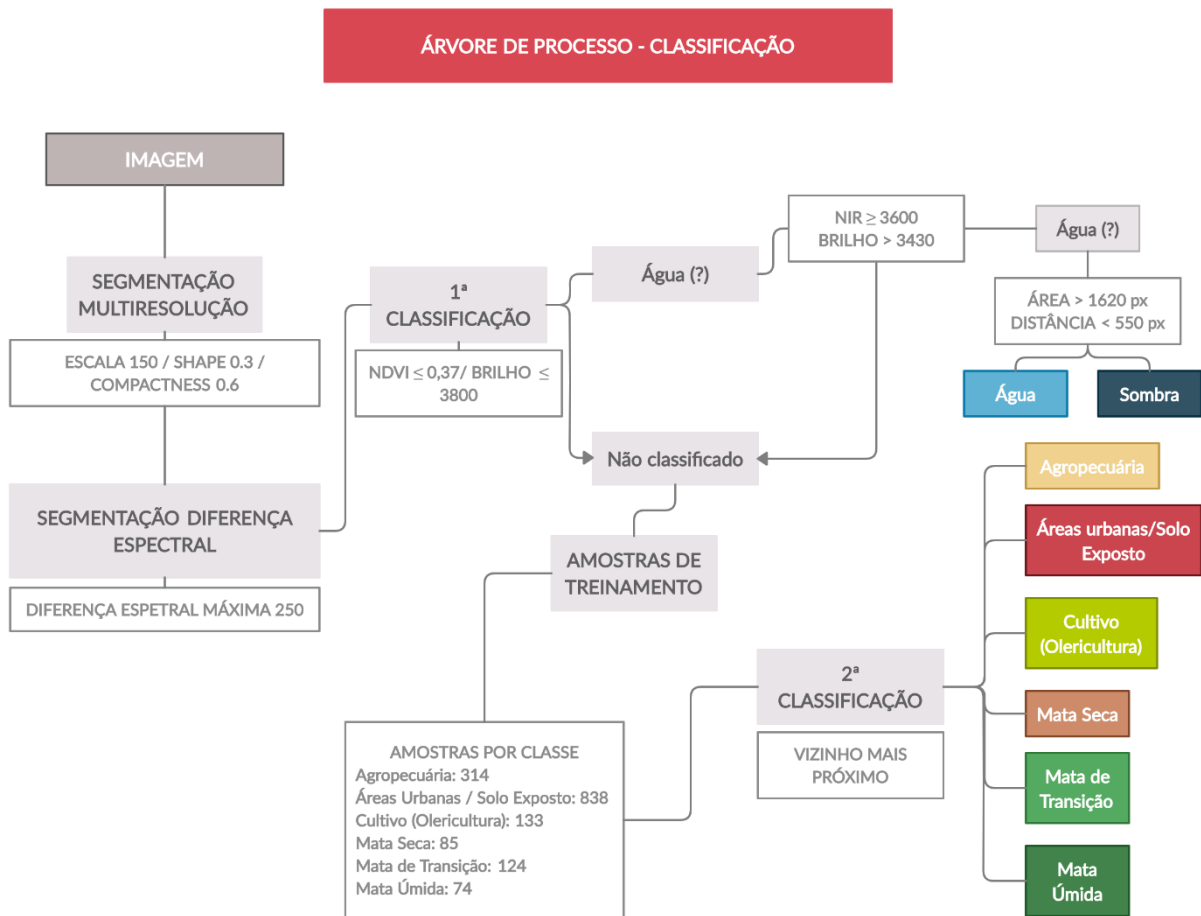 ÁRVORE DE PROCESSO - CLASSIFICAÇÃO
IMAGEM
SEGMENTAÇÃO
MULTIRESOLUÇÃO
ESCALA 150 / SHAPE 0.3 /
COMPACTNESS 0.6
SEGMENTAÇÃO DIFERENÇA
ESPECTRAL
DIFERENÇA ESPETRAL MÁXIMA 250
1ª
CLASSIFICAÇÃO
NDVI ≤ 0,37/ BRILHO ≤
3800
Água (?)
NIR ≥ 3600
BRILHO > 3430
Água (?)
ÁREA > 1620 px
DISTÂNCIA < 550 px
Água
Sombra
Não classificado
AMOSTRAS DE
TREINAMENTO
AMOSTRAS POR CLASSE
Agropecuária: 314
Áreas Urbanas / Solo Exposto: 838
Cultivo (Olericultura): 133
Mata Seca: 85
Mata de Transição: 124
Mata Úmida: 74
2ª
CLASSIFICAÇÃO
VIZINHO MAIS
PRÓXIMO
Agropecuária
Áreas urbanas/Solo
Exposto
Cultivo
(Olericultura)
Mata Seca
Mata de
Transição
Mata
Úmida